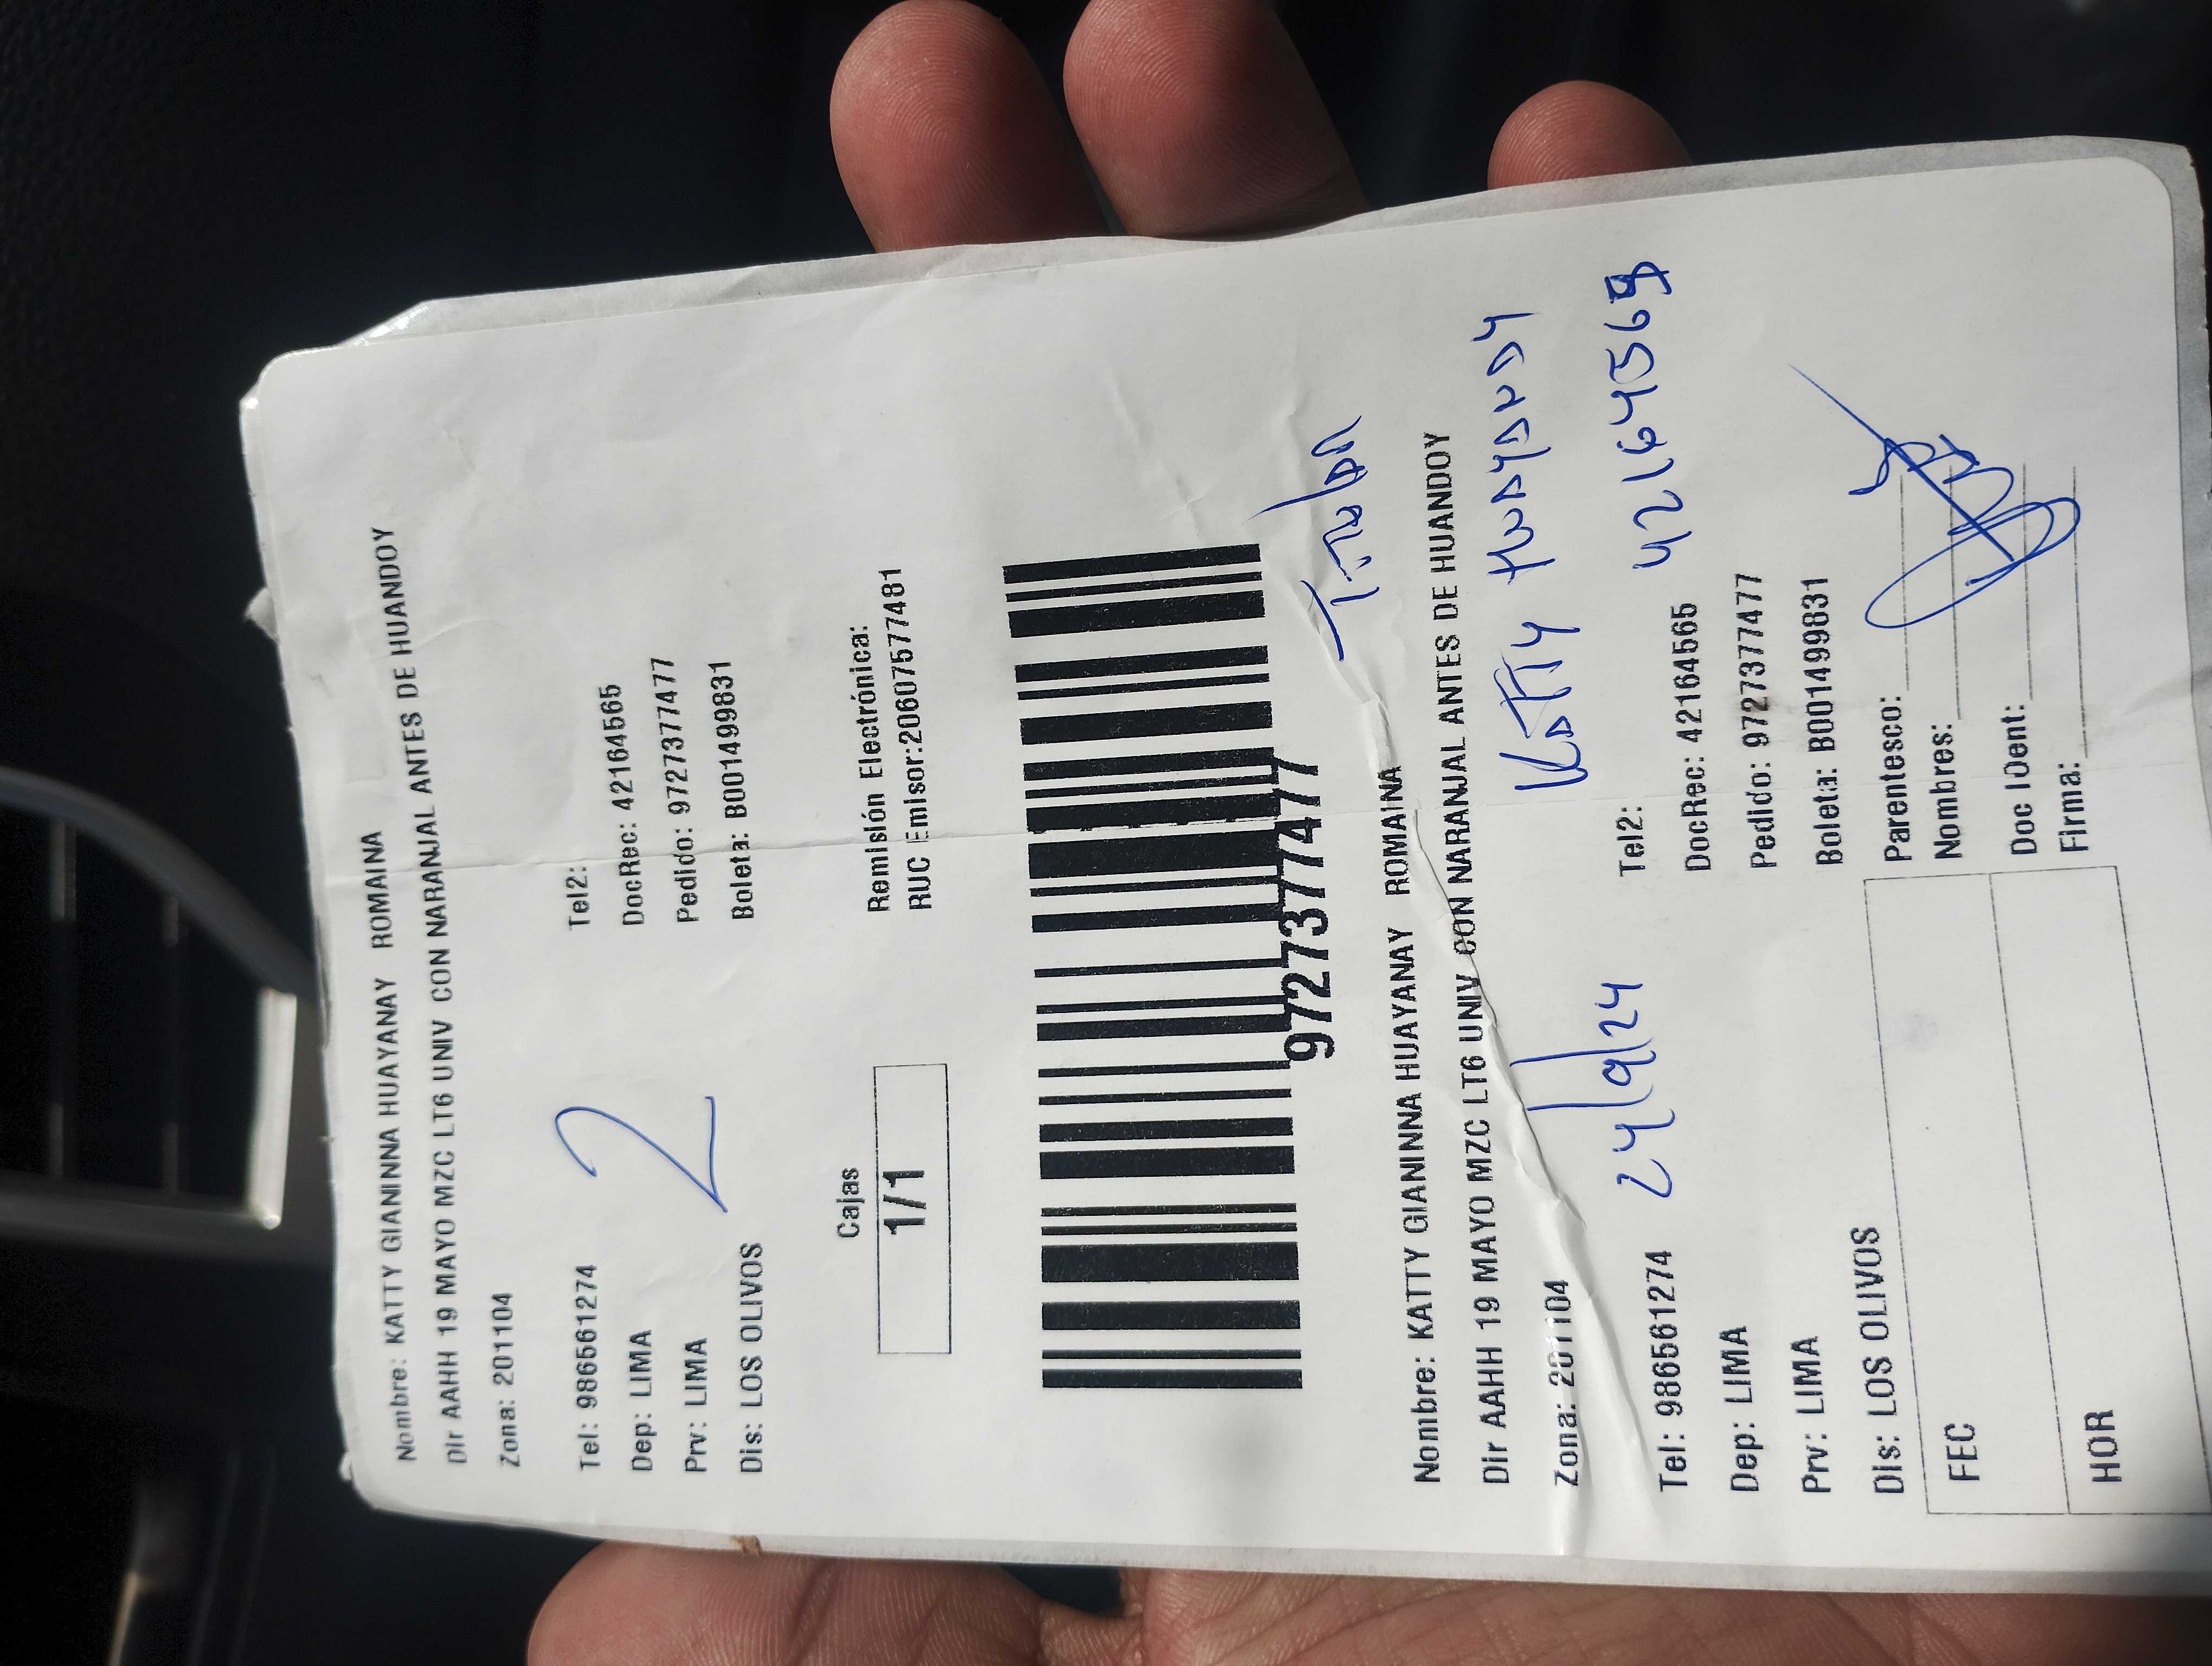 Nombre: KATTY GIANINNA HUAYANAY ROMAINA
Dir AAHH 19 MAYO MZC LT6 UNIV CON NARANJAL ANTES DE HUANDOY
Zona: 201104
Tel: 986561274 Tel2:
Dep: LIMA DocRec: 42164565
Prv: LIMA Pedido: 972737477
Dis: LOS OLIVOS Boleta: B001499831
2
Cajas Remisión Electrónica:
1/1 RUC Emisor:20607577481
972737477
Titular
Nombre: KATTY GIANINNA HUAYANAY ROMAINA
Dir AAHH 19 MAYO MZC LT6 UNIV CON NARANJAL ANTES DE HUANDOY
Zona: 201104
KATTY HUAYANAY
24/9/24
42164565
Tel: 986561274 Tel2:
Dep: LIMA DocRec: 42164565
Prv: LIMA Pedido: 972737477
Dis: LOS OLIVOS Boleta: B001499831
FEC Parentesco:
Nombres:
HOR Doc IDent:
Firma: